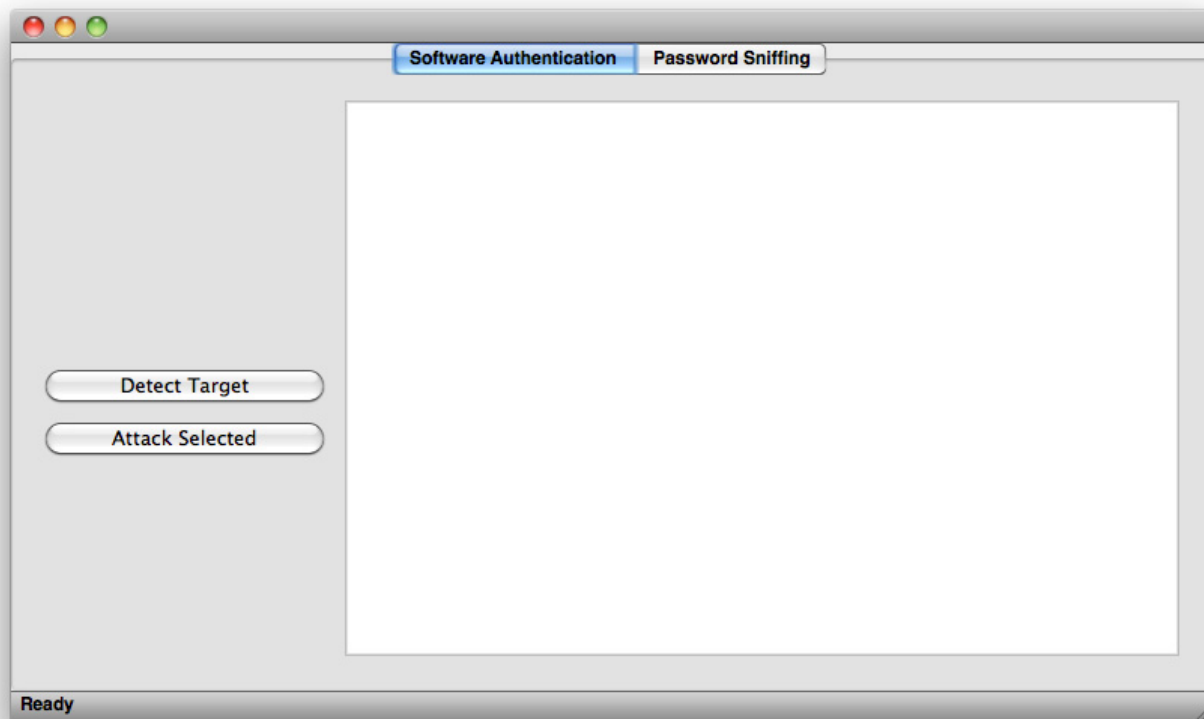 Software Authentication Password Sniffing
Detect Target
Attack Selected
Ready